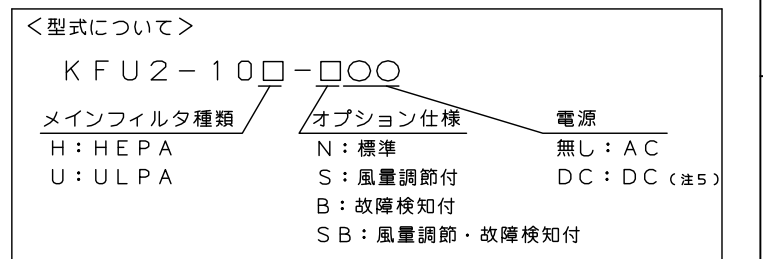 ＜型式について＞
ＫＦＵ２－１０□－□○○
メインフィルタ種類 オプション仕様 電源
Ｈ：ＨＥＰＡ Ｎ：標準 無し：ＡＣ
Ｕ：ＵＬＰＡ Ｓ：風量調節付 ＤＣ：ＤＣ（注５）
Ｂ：故障検知付
ＳＢ：風量調節・故障検知付